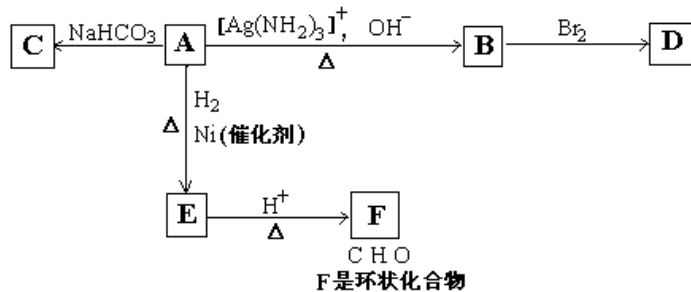 C NaHCO₃ A [Ag(NH₂)₃]⁺, OH⁻ Δ B Br₂ D
Δ H₂
Ni(催化剂)
E H⁺ Δ F
C H O
F是环状化合物